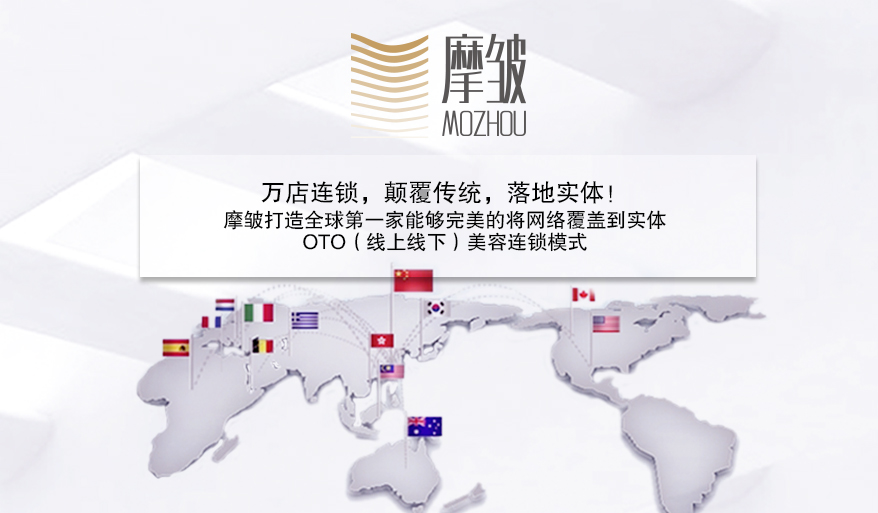 摩皱
MOZHOU
万店连锁，颠覆传统，落地实体！
摩皱打造全球第一家能够完美的将网络覆盖到实体
OTO（线上线下）美容连锁模式